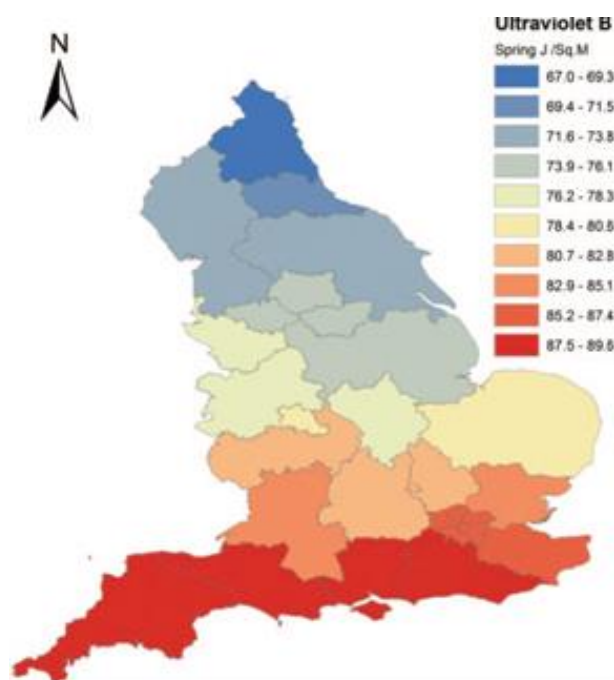 Ultraviolet B
N
Spring J /Sq.M
67.0 - 69.3
69.4 - 71.5
71.6 - 73.8
73.9 - 76.1
76.2 - 78.3
78.4 - 80.6
80.7 - 82.8
82.9 - 85.1
85.2 - 87.4
87.5 - 89.6